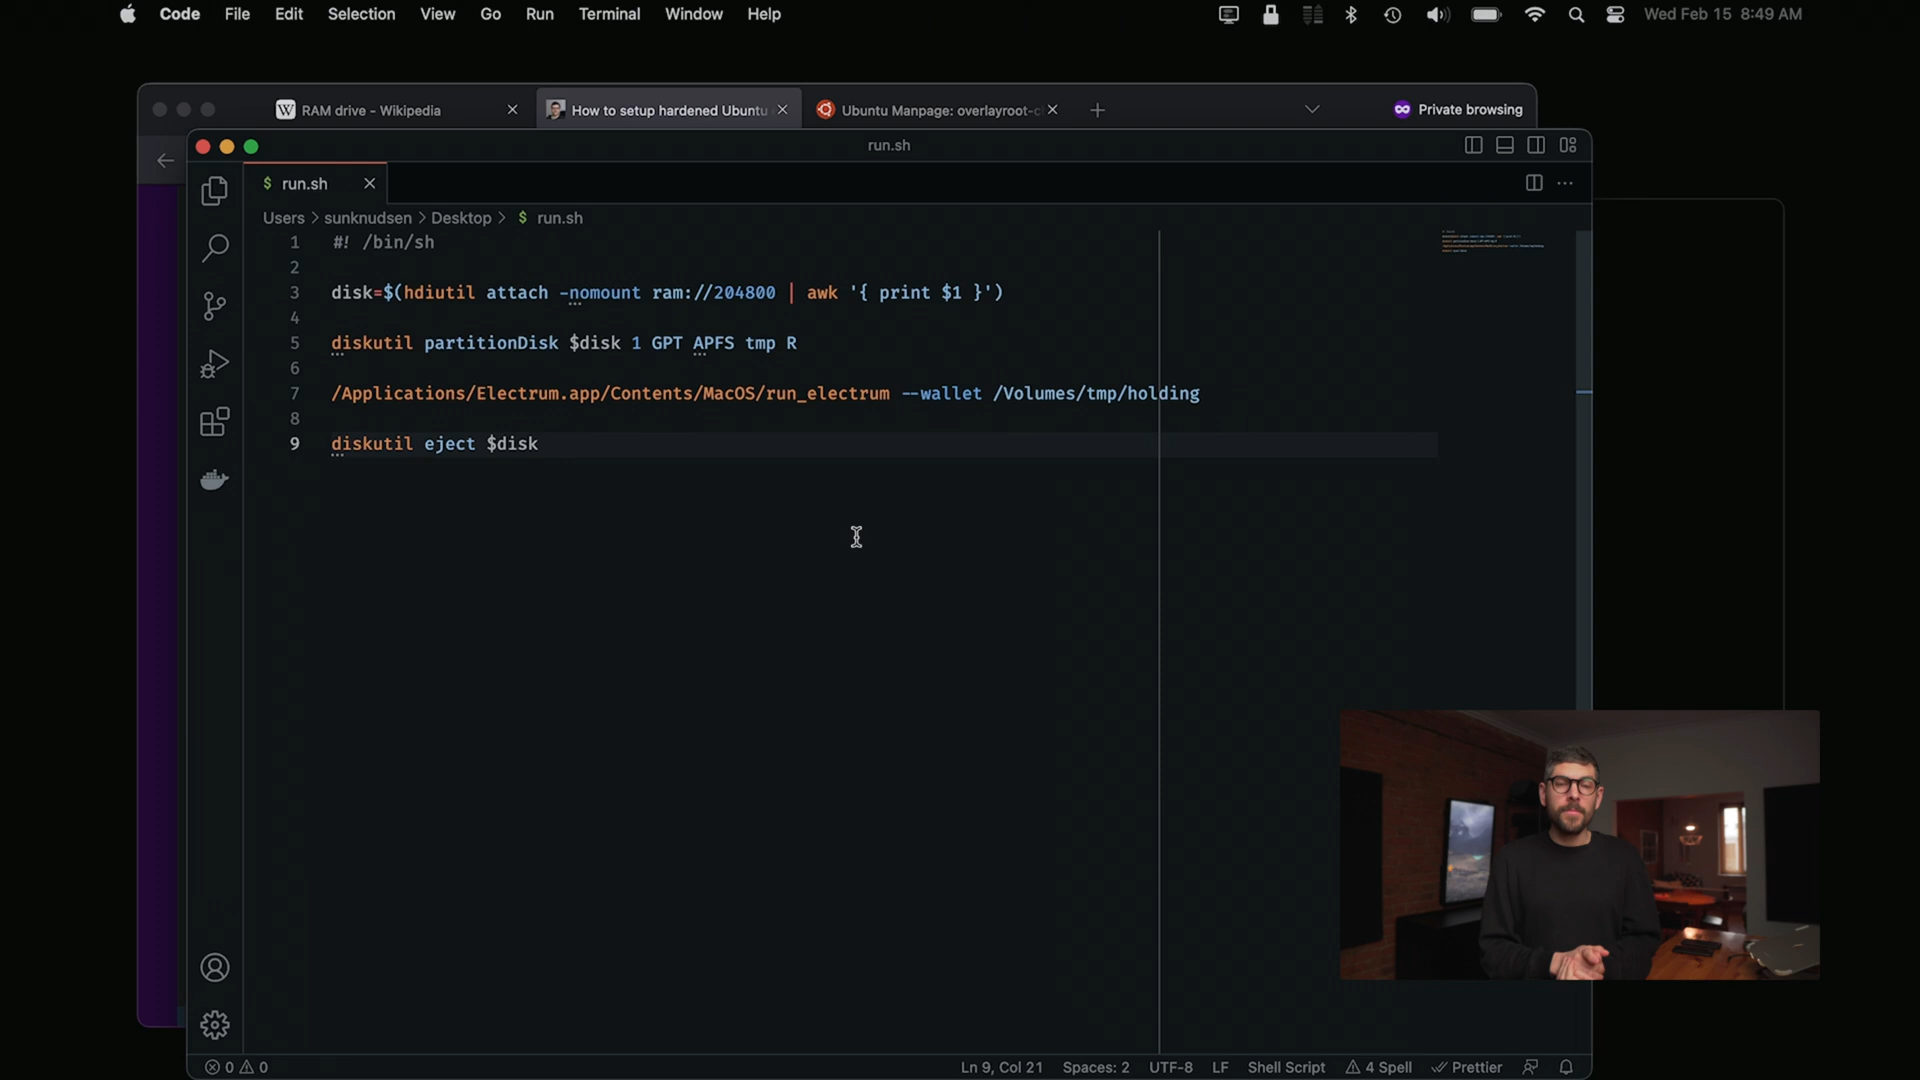 Code File Edit Selection View Go Run Terminal Window Help Wed Feb 15 8:49 AM
RAM drive - Wikipedia How to setup hardened Ubuntu Ubuntu Manpage: overlayroot-c Private browsing
run.sh
$ run.sh
Users > sunknudsen > Desktop > $ run.sh
1 #! /bin/sh
2
3 disk=$(hdiutil attach -nomount ram://204800 | awk '{ print $1 }')
4
5 diskutil partitionDisk $disk 1 GPT APFS tmp R
6
7 /Applications/Electrum.app/Contents/MacOS/run_electrum --wallet /Volumes/tmp/holding
8
9 diskutil eject $disk
0 0 Ln 9, Col 21 Spaces: 2 UTF-8 LF Shell Script 4 Spell Prettier